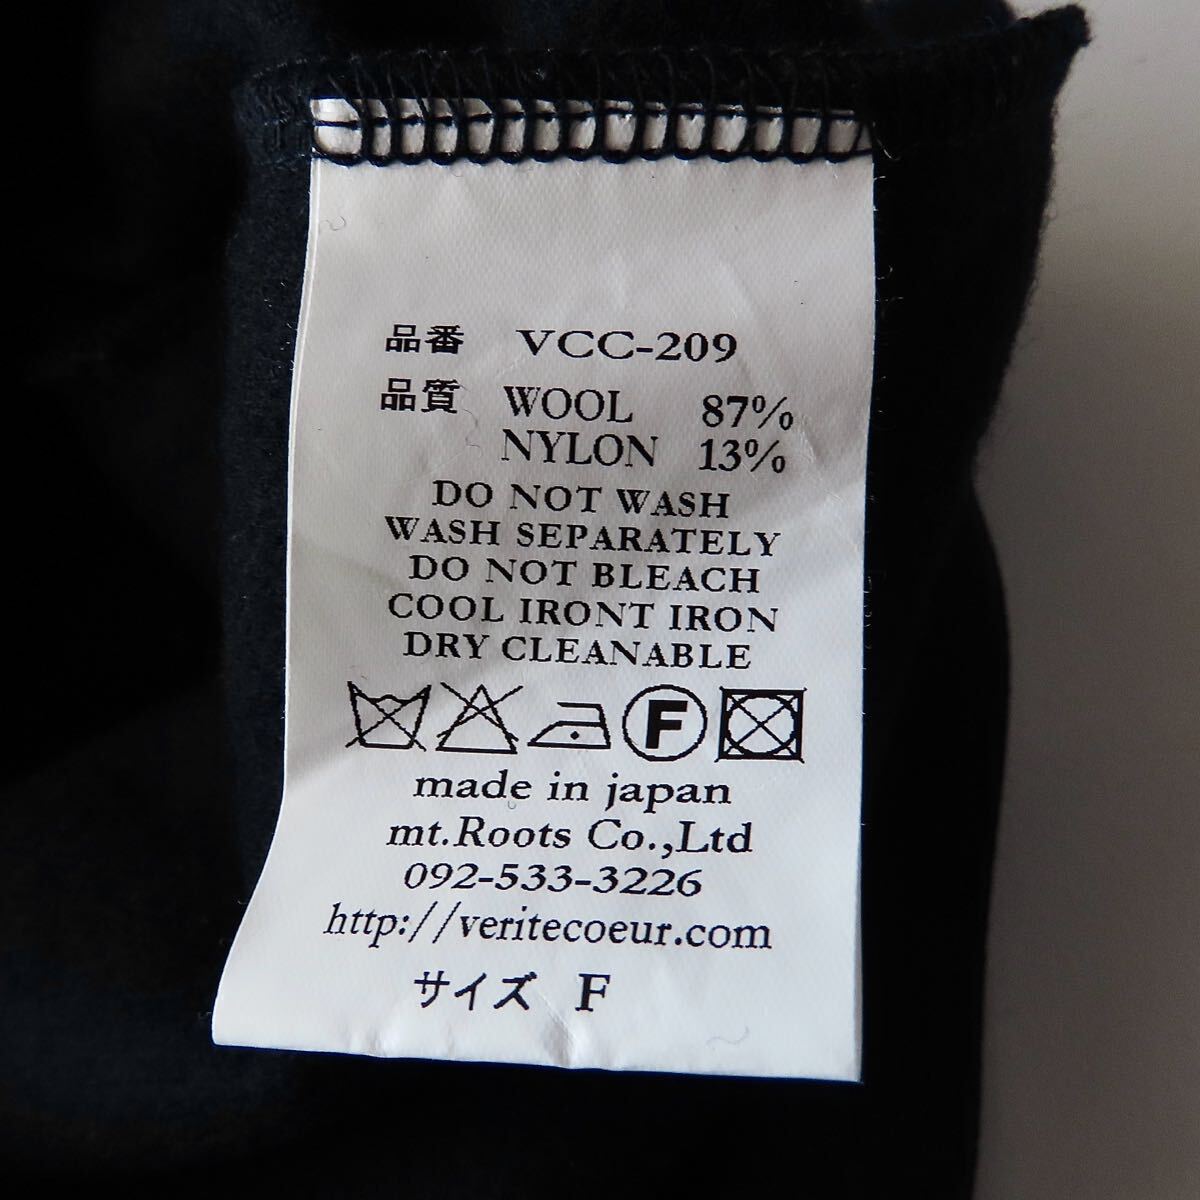 品番 VCC-209
品質 WOOL 87%
NYLON 13%
DO NOT WASH
WASH SEPARATELY
DO NOT BLEACH
COOL IRONT IRON
DRY CLEANABLE
F
made in japan
mt.Roots Co.,Ltd
092-533-3226
http://veritecoeur.com
サイズ F